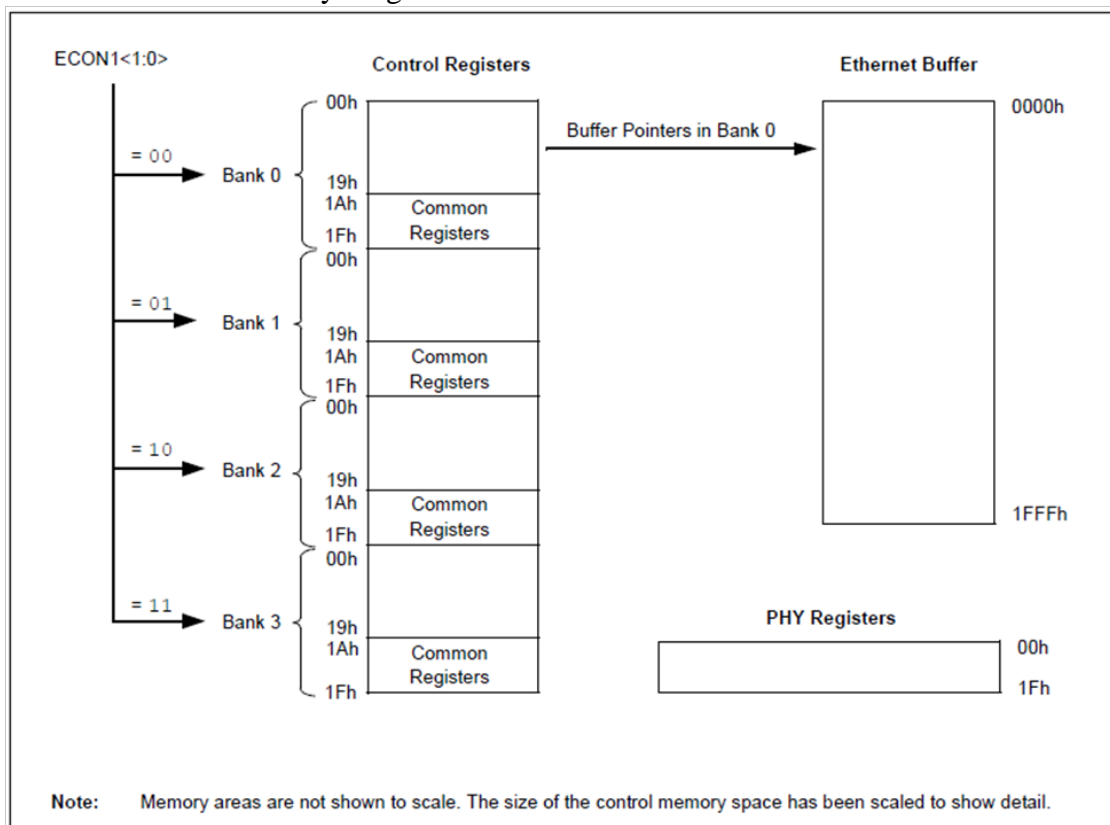 ECON1<1:0>
Control Registers
Ethernet Buffer
00h
0000h
Buffer Pointers in Bank 0
= 00
Bank 0
19h
1Ah
Common
Registers
1Fh
00h
= 01
Bank 1
19h
1Ah
Common
Registers
1Fh
00h
= 10
Bank 2
19h
1Ah
Common
Registers
1Fh
1FFFh
00h
= 11
Bank 3
19h
1Ah
Common
Registers
1Fh
PHY Registers
00h
1Fh
Note: Memory areas are not shown to scale. The size of the control memory space has been scaled to show detail.